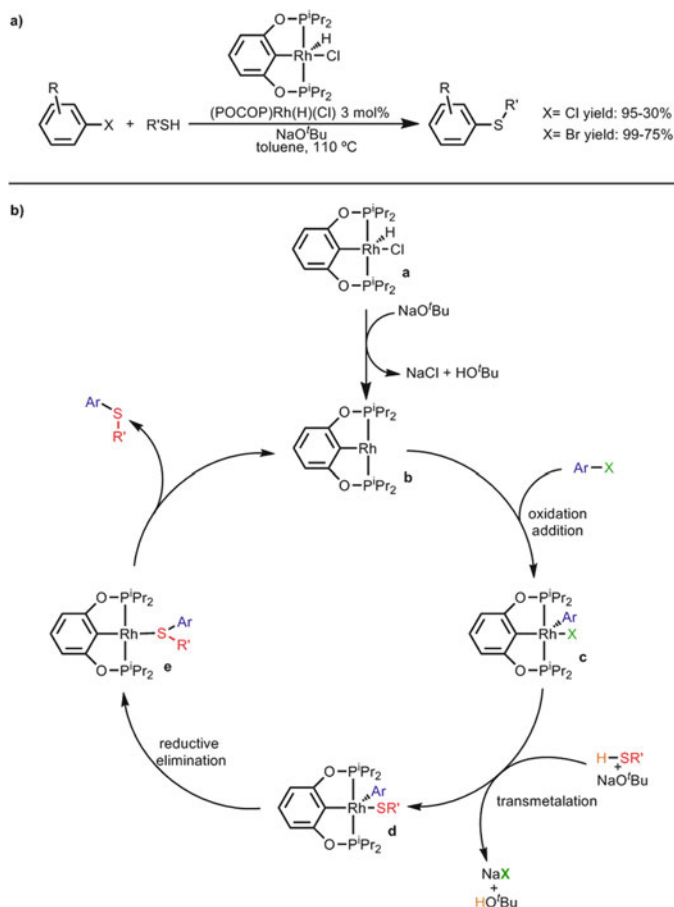 a)
O—PⁱPr₂
H
Rh—Cl
O—PⁱPr₂
R
X + R'SH
(POCOP)Rh(H)(Cl) 3 mol%
NaOᵗBu
toluene, 110 ºC
R
R'
S
X= Cl yield: 95-30%
X= Br yield: 99-75%
b)
O—PⁱPr₂
H
Rh—Cl
a
O—PⁱPr₂
NaOᵗBu
NaCl + HOᵗBu
Ar
S
R'
O—PⁱPr₂
Rh
O—PⁱPr₂
b
Ar—X
oxidation
addition
O—PⁱPr₂
Ar
Rh—X
O—PⁱPr₂
c
H—SR'
+
NaOᵗBu
transmetalation
NaX
+
HOᵗBu
O—PⁱPr₂
Ar
Rh—SR'
O—PⁱPr₂
d
reductive
elimination
O—PⁱPr₂
Ar
Rh—S
R'
O—PⁱPr₂
e